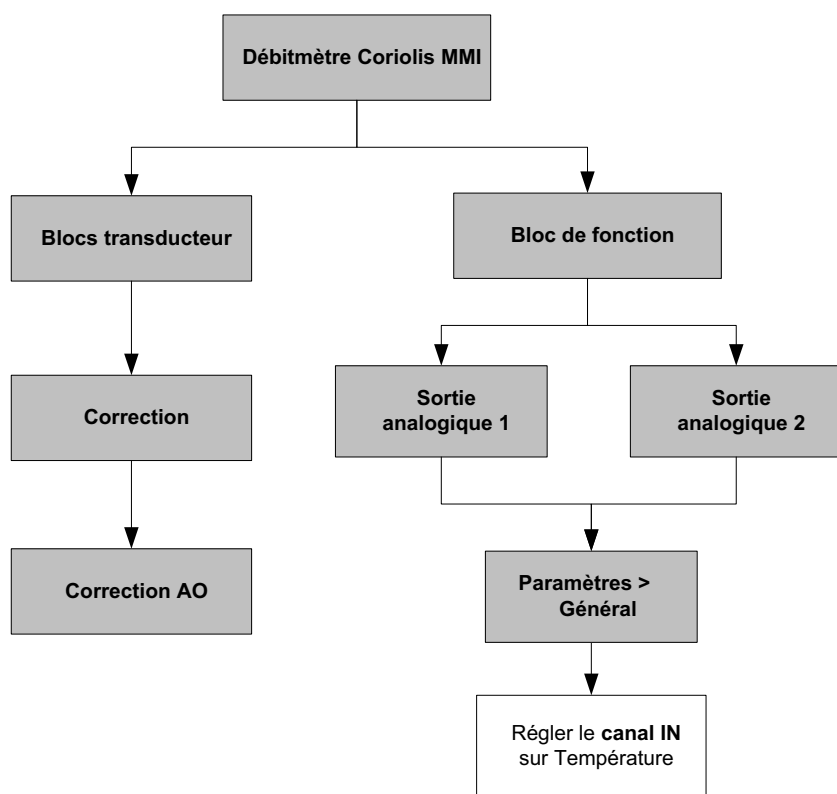 Débitmètre Coriolis MMI
Blocs transducteur
Bloc de fonction
Correction
Sortie
analogique 1
Sortie
analogique 2
Correction AO
Paramètres >
Général
Régler le canal IN
sur Température